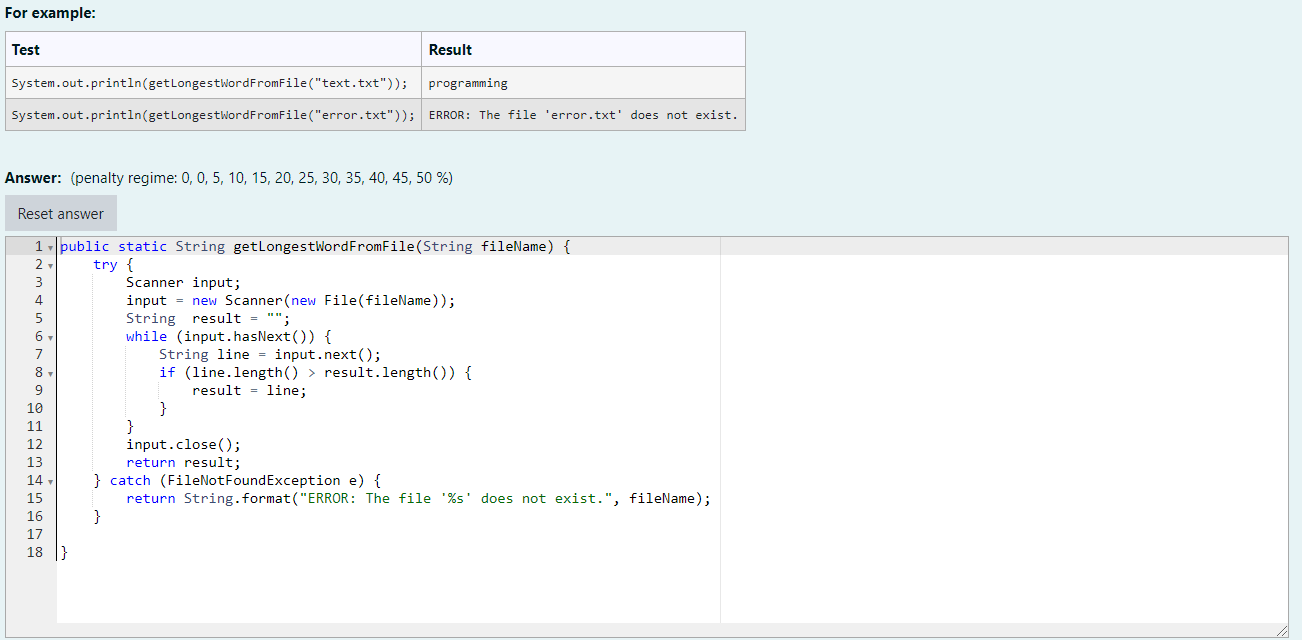 For example:
Test Result
System.out.println(getLongestWordFromFile("text.txt")); programming
System.out.println(getLongestWordFromFile("error.txt")); ERROR: The file 'error.txt' does not exist.
Answer: (penalty regime: 0, 0, 5, 10, 15, 20, 25, 30, 35, 40, 45, 50 %)
Reset answer
1 public static String getLongestWordFromFile(String fileName) {
2     try {
3         Scanner input;
4         input = new Scanner(new File(fileName));
5         String  result = "";
6         while (input.hasNext()) {
7             String line = input.next();
8             if (line.length() > result.length()) {
9                 result = line;
10             }
11         }
12         input.close();
13         return result;
14     } catch (FileNotFoundException e) {
15         return String.format("ERROR: The file '%s' does not exist.", fileName);
16     }
17
18 }